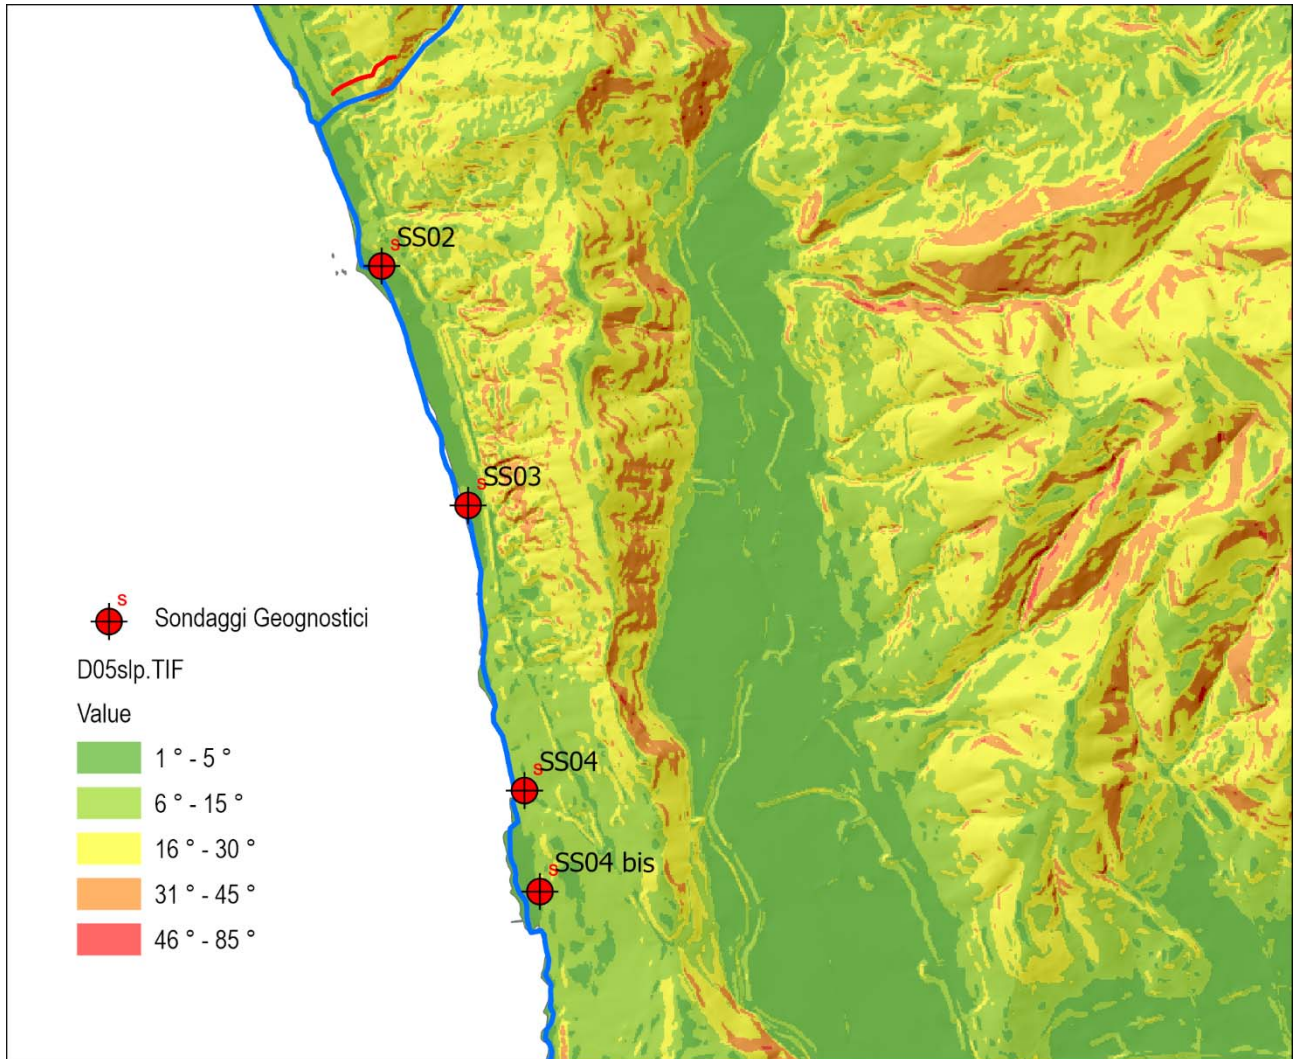 S
SS02
S
SS03
S
Sondaggi Geognostici
D05slp.TIF
Value
1 ° - 5 °
6 ° - 15 °
16 ° - 30 °
31 ° - 45 °
46 ° - 85 °
S
SS04
S
SS04 bis